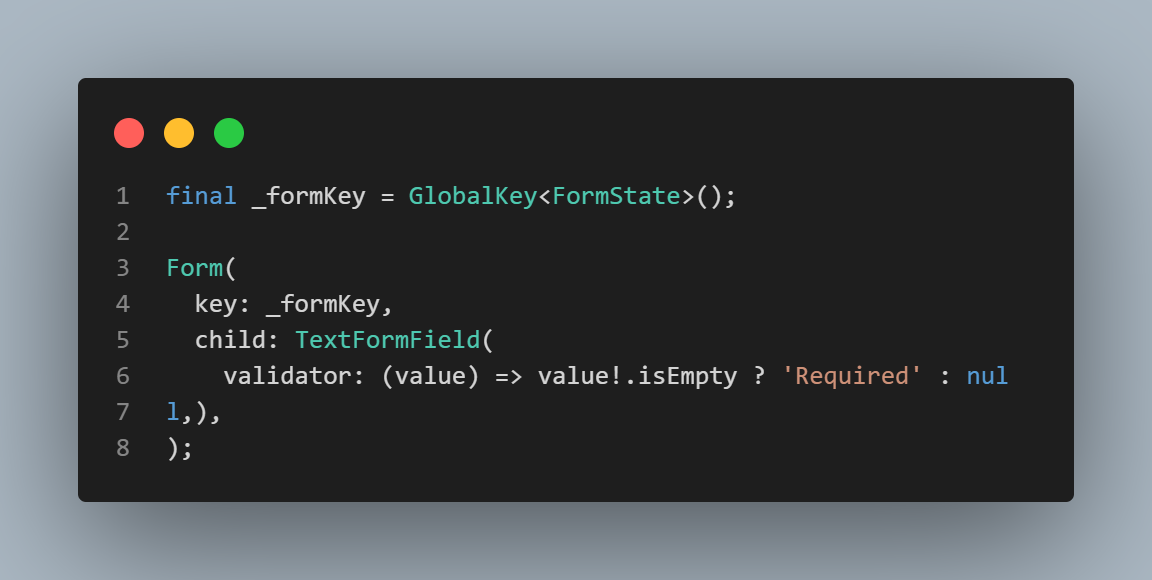 1 final _formKey = GlobalKey<FormState>();
2
3 Form(
4   key: _formKey,
5   child: TextFormField(
6     validator: (value) => value!.isEmpty ? 'Required' : nul
7 l,),
8 );